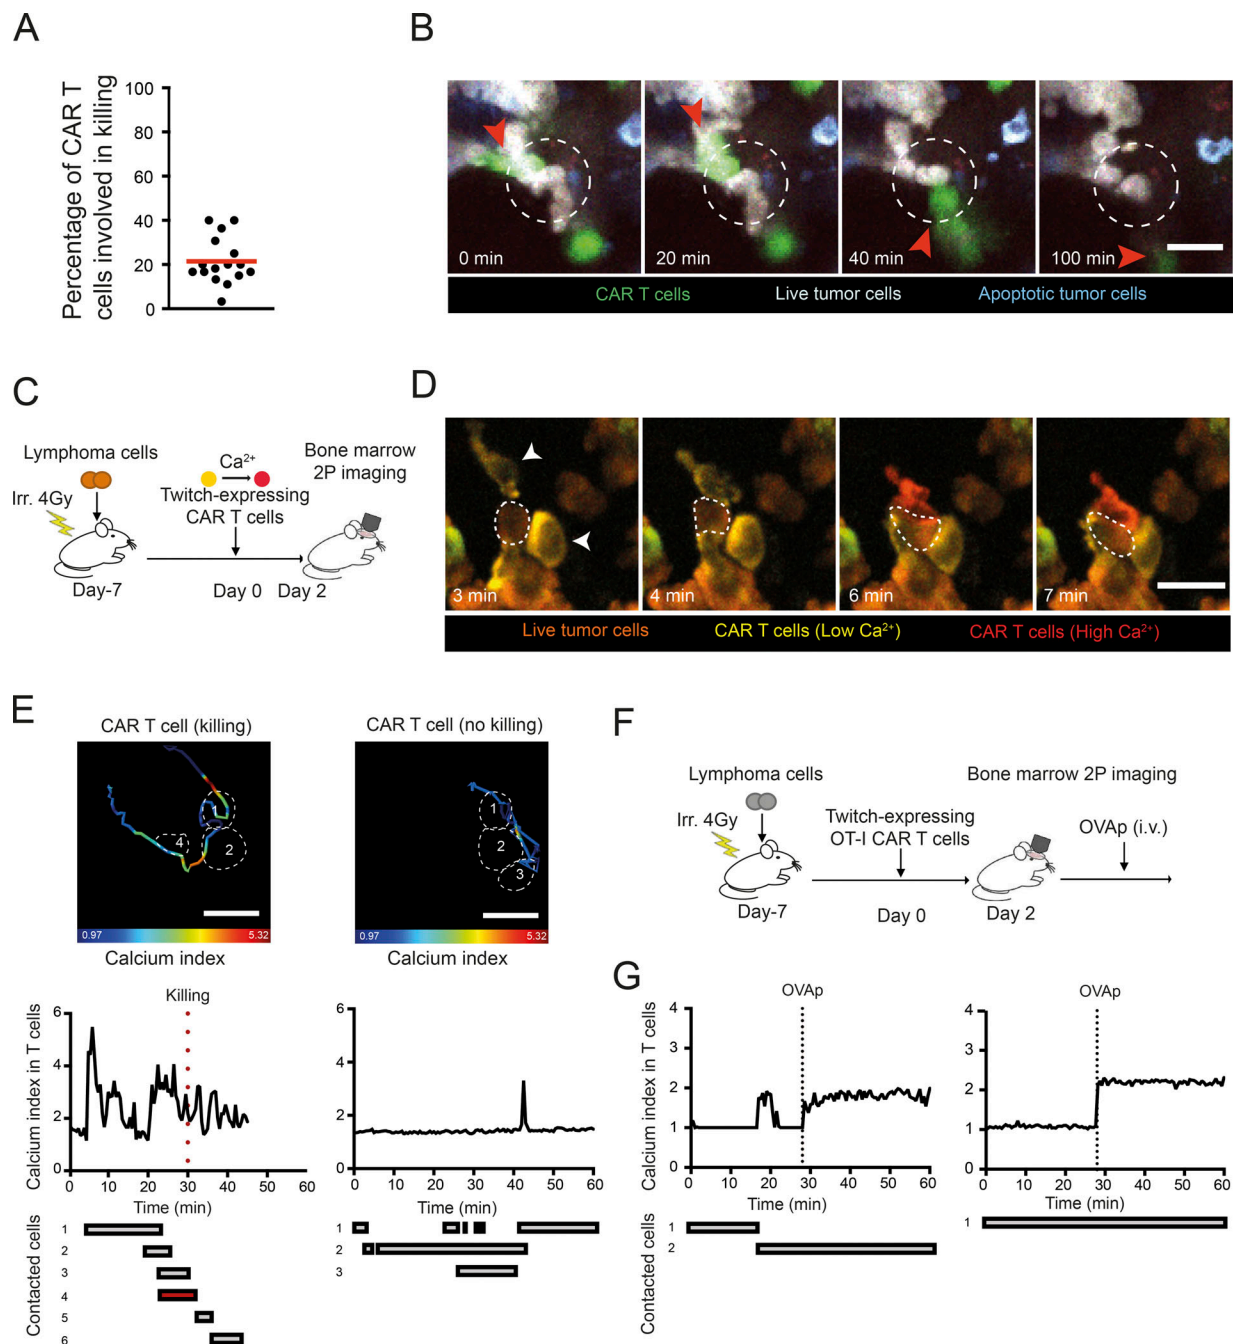 A
Percentage of CAR T
cells involved in killing
100
80
60
40
20
0
B
0 min
20 min
40 min
100 min
CAR T cells
Live tumor cells
Apoptotic tumor cells
C
Lymphoma cells
Irr. 4Gy
Ca²⁺
Twitch-expressing
CAR T cells
Bone marrow
2P imaging
Day-7
Day 0
Day 2
D
3 min
4 min
6 min
7 min
Live tumor cells
CAR T cells (Low Ca²⁺)
CAR T cells (High Ca²⁺)
E
CAR T cell (killing)
1
2
4
0.97
5.32
Calcium index
CAR T cell (no killing)
1
2
3
0.97
5.32
Calcium index
Killing
Calcium index in T cells
6
4
2
0
0 10 20 30 40 50 60
Time (min)
Contacted cells
1
2
3
4
5
6
6
4
2
0
0 10 20 30 40 50 60
Time (min)
1
2
3
F
Lymphoma cells
Irr. 4Gy
Twitch-expressing
OT-I CAR T cells
Bone marrow 2P imaging
OVAp (i.v.)
Day-7
Day 0
Day 2
G
OVAp
Calcium index in T cells
4
3
2
1
0
0 10 20 30 40 50 60
Time (min)
Contacted cells
1
2
OVAp
4
3
2
1
0
0 10 20 30 40 50 60
Time (min)
1